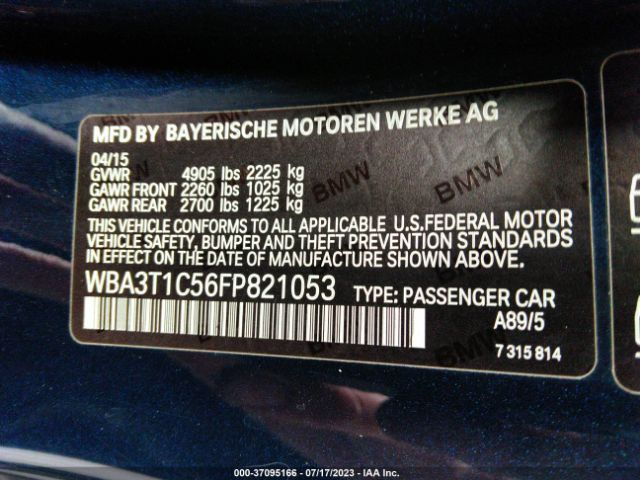 MFD BY BAYERISCHE MOTOREN WERKE AG
04/15
GVWR 4905 lbs 2225 kg
GAWR FRONT 2260 lbs 1025 kg
GAWR REAR 2700 lbs 1225 kg
THIS VEHICLE CONFORMS TO ALL APPLICABLE U.S.FEDERAL MOTOR
VEHICLE SAFETY, BUMPER AND THEFT PREVENTION STANDARDS
IN EFFECT ON THE DATE OF MANUFACTURE SHOWN ABOVE.
WBA3T1C56FP821053 TYPE: PASSENGER CAR
A89/5
7 315 814
BMW
BMW
BMW
000-37095166 - 07/17/2023 - IAA Inc.